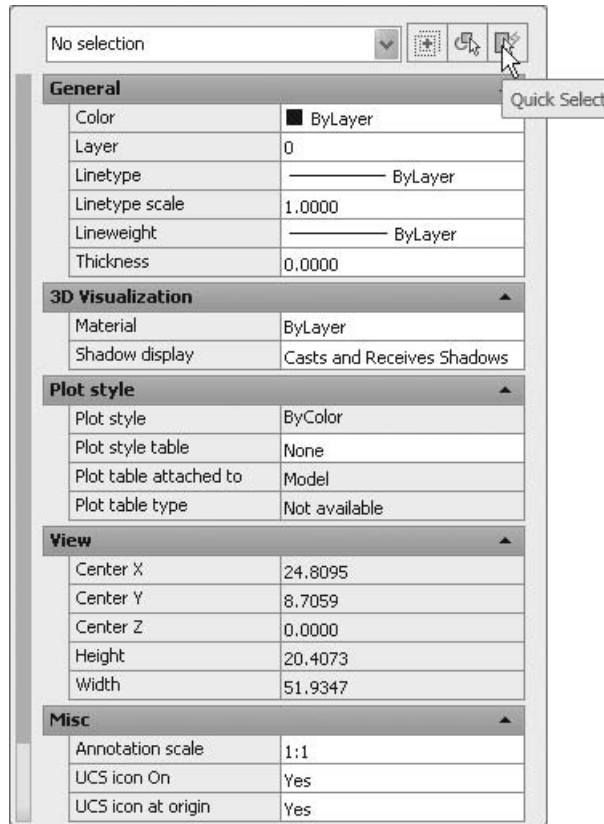 No selection
Quick Select
General
Color ByLayer
Layer 0
Linetype ByLayer
Linetype scale 1.0000
Lineweight ByLayer
Thickness 0.0000
3D Visualization
Material ByLayer
Shadow display Casts and Receives Shadows
Plot style
Plot style ByColor
Plot style table None
Plot table attached to Model
Plot table type Not available
View
Center X 24.8095
Center Y 8.7059
Center Z 0.0000
Height 20.4073
Width 51.9347
Misc
Annotation scale 1:1
UCS icon On Yes
UCS icon at origin Yes